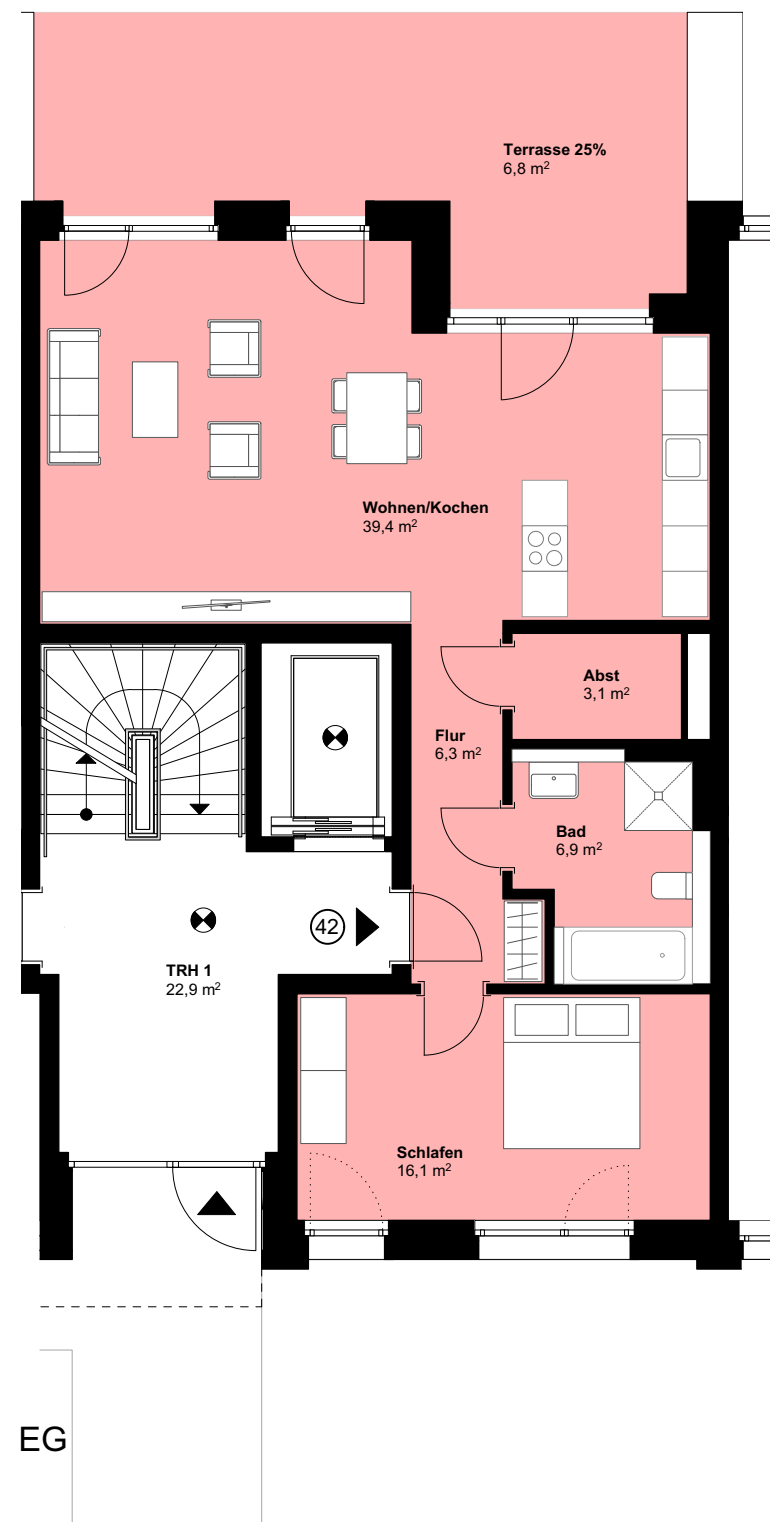 Terrasse 25%
6,8 m²
Wohnen/Kochen
39,4 m²
Abst
3,1 m²
Flur
6,3 m²
Bad
6,9 m²
42
TRH 1
22,9 m²
Schlafen
16,1 m²
EG